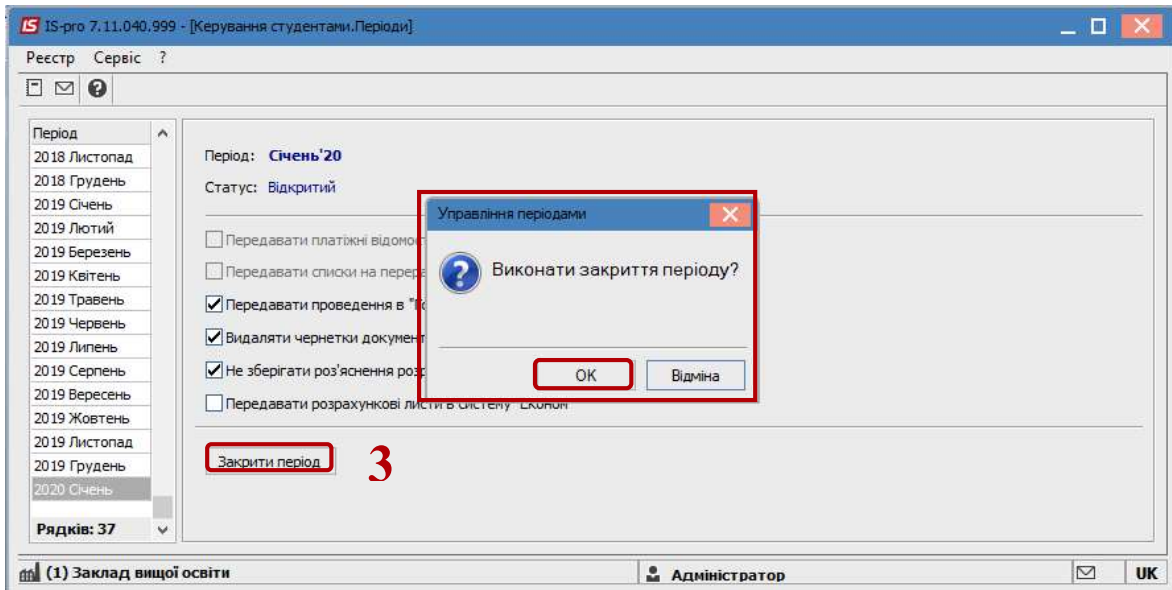 IS IS-pro 7.11.040.999 - [Керування студентами.Періоди]
Реєстр Сервіс ?
Період
2018 Листопад
2018 Грудень
2019 Січень
2019 Лютий
2019 Березень
2019 Квітень
2019 Травень
2019 Червень
2019 Липень
2019 Серпень
2019 Вересень
2019 Жовтень
2019 Листопад
2019 Грудень
2020 Січень
Рядків: 37
Період: Січень'20
Статус: Відкритий
Передавати платіжні
Передавати списки на
Передавати проведення в
Видаляти чернетки
Не зберігати роз'яснення
Передавати розрахункові листи в систему "Економ"
Закрити період
3
Управління періодами
Виконати закриття періоду?
OK
Відміна
(1) Заклад вищої освіти
Адміністратор
UK